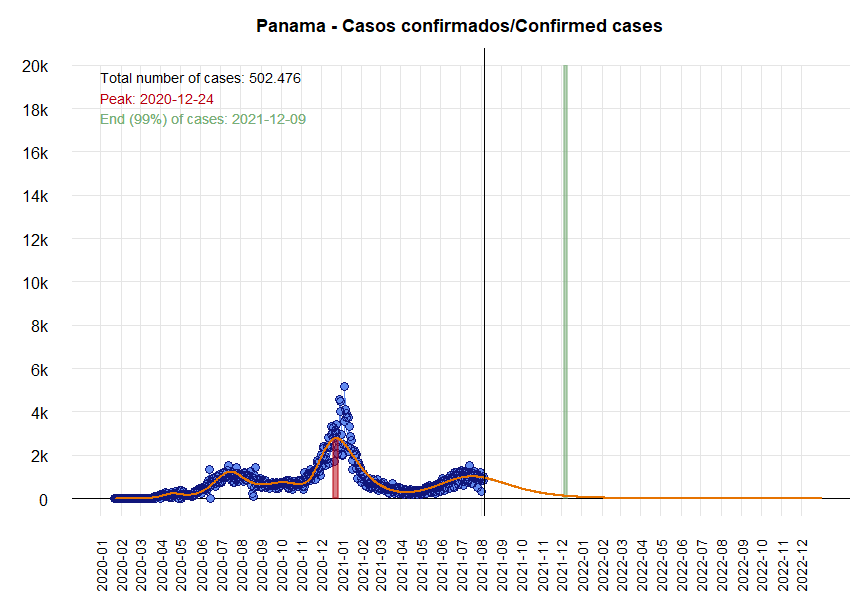 Panama - Casos confirmados/Confirmed cases
20k
18k
16k
14k
12k
10k
8k
6k
4k
2k
0
Total number of cases: 502.476
Peak: 2020-12-24
End (99%) of cases: 2021-12-09
2020-01
2020-02
2020-03
2020-04
2020-05
2020-06
2020-07
2020-08
2020-09
2020-10
2020-11
2020-12
2021-01
2021-02
2021-03
2021-04
2021-05
2021-06
2021-07
2021-08
2021-09
2021-10
2021-11
2021-12
2022-01
2022-02
2022-03
2022-04
2022-05
2022-06
2022-07
2022-08
2022-09
2022-10
2022-11
2022-12